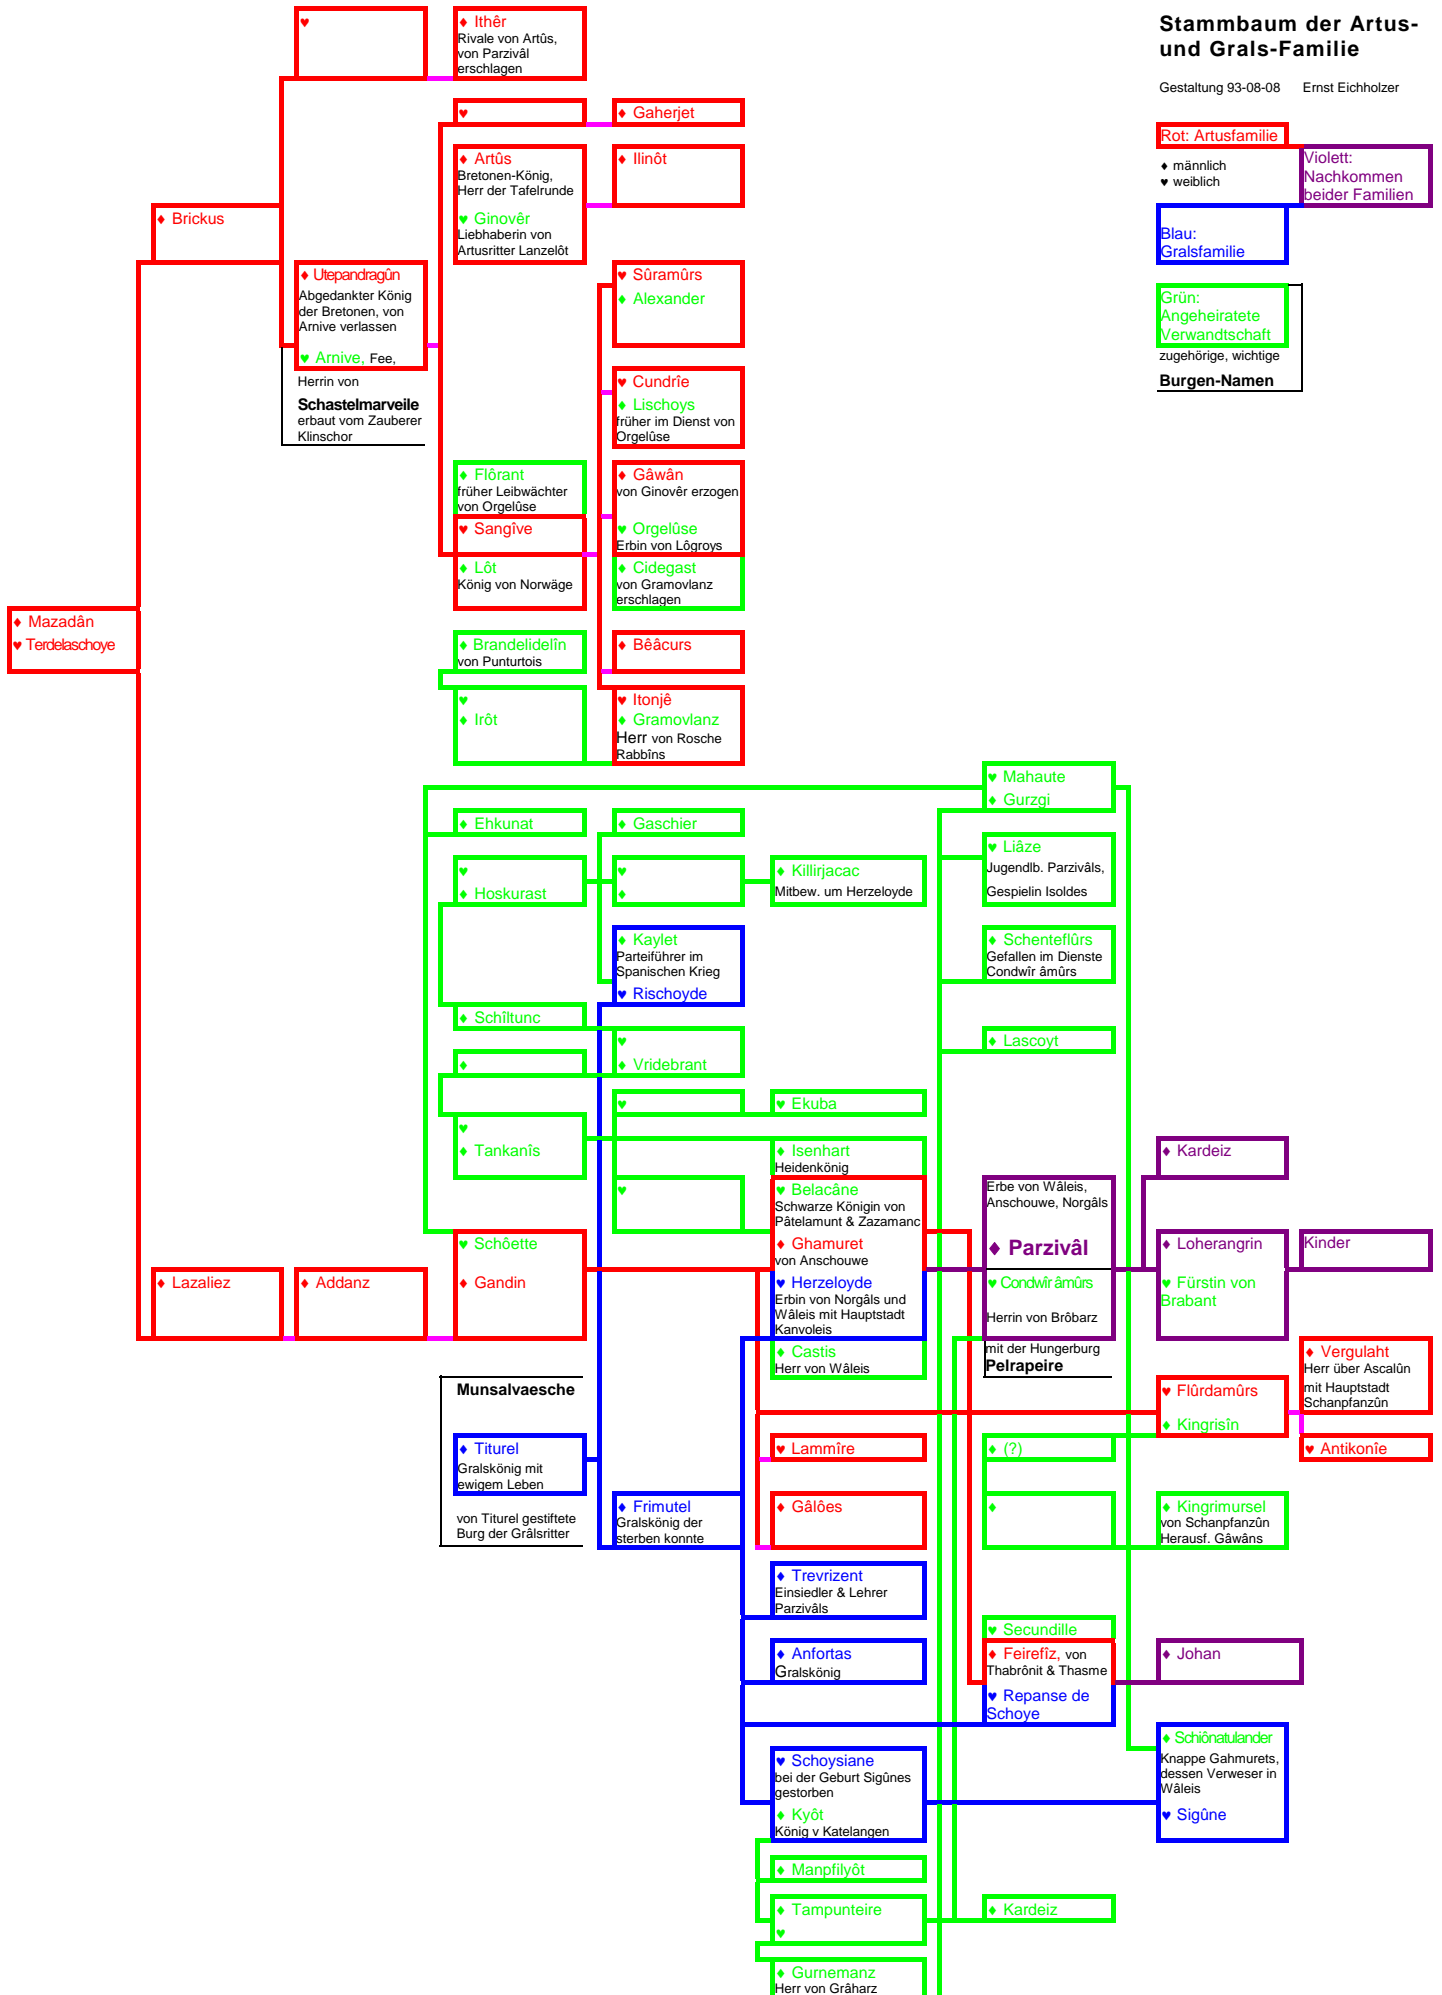 Stammbaum der Artus-
und Grals-Familie
Gestaltung 93-08-08 Ernst Eichholzer
Rot: Artusfamilie
♦ männlich
♥ weiblich
Violett:
Nachkommen
beider Familien
Blau:
Gralsfamilie
Grün:
Angeheiratete
Verwandtschaft
zugehörige, wichtige
Burgen-Namen
♥
♦ Ithêr
Rivale von Artûs,
von Parzivâl
erschlagen
♥
♦ Gaherjet
♦ Artûs
Bretonen-König,
Herr der Tafelrunde
♥ Ginovêr
Liebhaberin von
Artusritter Lanzelôt
♦ Ilinôt
♦ Brickus
♦ Utepandragûn
Abgedankter König
der Bretonen, von
Arnive verlassen
♥ Arnive, Fee,
Herrin von
Schastelmarveile
erbaut vom Zauberer
Klinschor
♥ Sûramûrs
♦ Alexander
♥ Cundrîe
♦ Lischoys
früher im Dienst von
Orgelûse
♦ Flôrant
früher Leibwächter
von Orgelûse
♥ Sangîve
♦ Lôt
König von Norwäge
♦ Gâwân
von Ginovêr erzogen
♥ Orgelûse
Erbin von Lôgroys
♦ Cidegast
von Gramovlanz
erschlagen
♦ Mazadân
♥ Terdelaschoye
♦ Brandelidelîn
von Punturtois
♥
♦ Irôt
♦ Bêâcurs
♥ Itonjê
♦ Gramovlanz
Herr von Rosche
Rabbîns
♥ Mahaute
♦ Gurzgi
♦ Ehkunat
♦ Gaschier
♥
♦ Hoskurast
♥
♦
♦ Killirjacac
Mitbew. um Herzeloyde
♥ Liâze
Jugendlb. Parzivâls,
Gespielin Isoldes
♦ Kaylet
Parteiführer im
Spanischen Krieg
♥ Rischoyde
♦ Schenteflûrs
Gefallen im Dienste
Condwîr âmûrs
♦ Schîltunc
♥
♦ Vridebrant
♦ Lascoyt
♦
♥
♦ Tankanîs
♥
♥ Ekuba
♦ Isenhart
Heidenkönig
♥
♥ Belacâne
Schwarze Königin von
Pâtelamunt & Zazamanc
♦ Ghamuret
von Anschouwe
♥ Herzeloyde
Erbin von Norgâls und
Wâleis mit Hauptstadt
Kanvoleis
♦ Castis
Herr von Wâleis
Erbe von Wâleis,
Anschouwe, Norgâls
♦ Parzivâl
♥ Condwîr âmûrs
Herrin von Brôbarz
mit der Hungerburg
Pelrapeire
♦ Kardeiz
♦ Loherangrin
♥ Fürstin von
Brabant
Kinder
♦ Lazaliez
♦ Addanz
♥ Schôette
♦ Gandin
♦ Vergulaht
Herr über Ascalûn
mit Hauptstadt
Schanpfanzûn
♥ Flûrdamûrs
♦ Kingrisîn
♥ Antikonîe
Munsalvaesche
♦ Titurel
Gralskönig mit
ewigem Leben
von Titurel gestiftete
Burg der Grâlsritter
♦ Frimutel
Gralskönig der
sterben konnte
♥ Lammîre
♦ Gâlôes
♦ (?)
♦
♦ Kingrimursel
von Schanpfanzûn
Herausf. Gâwâns
♦ Trevrizent
Einsiedler & Lehrer
Parzivâls
♦ Anfortas
Gralskönig
♥ Secundille
♦ Feirefîz, von
Thabrônit & Thasme
♥ Repanse de
Schoye
♦ Johan
♥ Schoysiane
bei der Geburt Sigûnes
gestorben
♦ Kyôt
König v Katelangen
♦ Schiônatulander
Knappe Gahmurets,
dessen Verweser in
Wâleis
♥ Sigûne
♦ Manpfilyôt
♦ Tampunteire
♥
♦ Kardeiz
♦ Gurnemanz
Herr von Grâharz